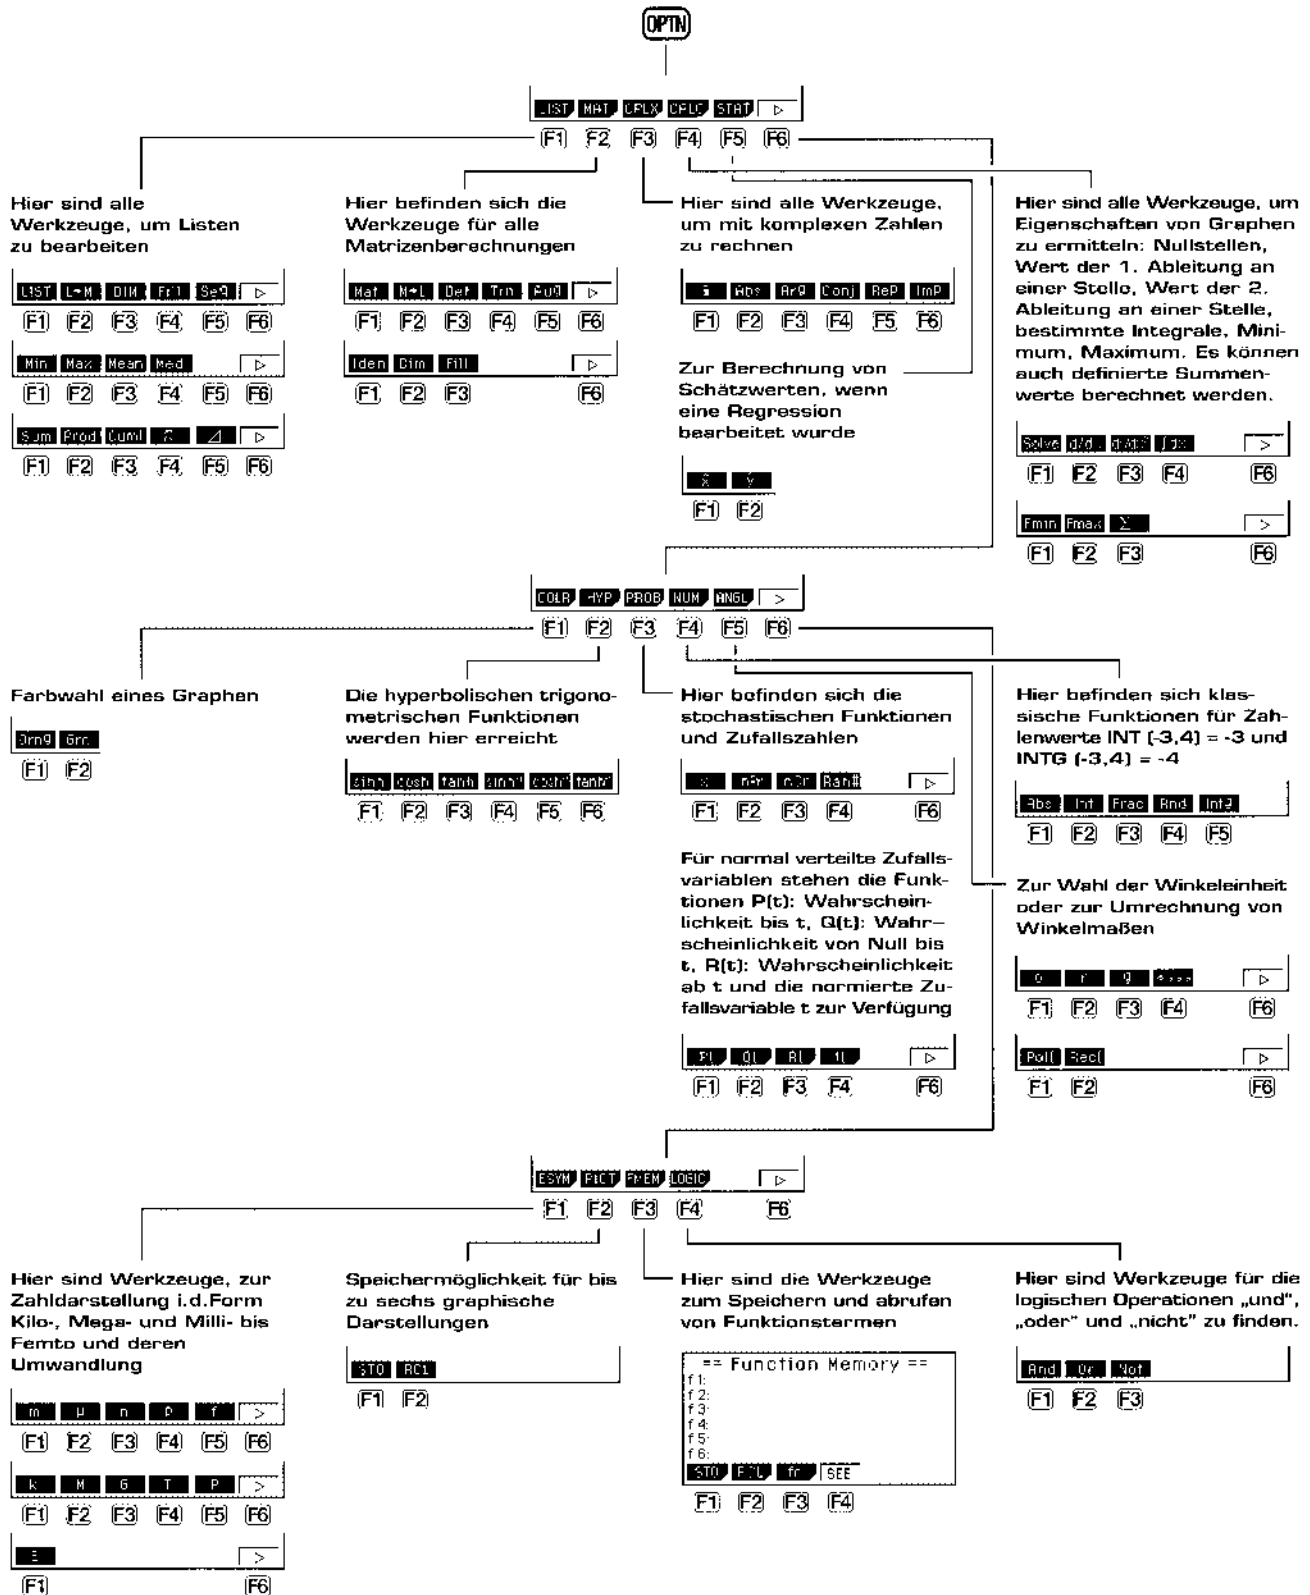 OPTN
LIST MAT CPLX CALC STAT ▷
F1 F2 F3 F4 F5 F6
Hier sind alle
Werkzeuge, um Listen
zu bearbeiten
LIST L→M DIM Fill Seq ▷
F1 F2 F3 F4 F5 F6
Min Max Mean Med ▷
F1 F2 F3 F4 F5 F6
Sum Prod Cuml % ⊿ ▷
F1 F2 F3 F4 F5 F6
Hier befinden sich die
Werkzeuge für alle
Matrizenberechnungen
Mat M→L Det Trn Aug ▷
F1 F2 F3 F4 F5 F6
Iden Dim Fill ▷
F1 F2 F3 F6
Hier sind alle Werkzeuge,
um mit komplexen Zahlen
zu rechnen
i Abs Arg Conj ReP ImP
F1 F2 F3 F4 F5 F6
Zur Berechnung von
Schätzwerten, wenn
eine Regression
bearbeitet wurde
x̂ ŷ
F1 F2
Hier sind alle Werkzeuge, um
Eigenschaften von Graphen
zu ermitteln: Nullstellen,
Wert der 1. Ableitung an
einer Stelle, Wert der 2.
Ableitung an einer Stelle,
bestimmte Integrale, Mini-
mum, Maximum. Es können
auch definierte Summen-
werte berechnet werden.
Solve d/dx d²/dx² ∫dx >
F1 F2 F3 F4 F6
Fmin Fmax Σ >
F1 F2 F3 F6
COLR HYP PROB NUM ANGL >
F1 F2 F3 F4 F5 F6
Farbwahl eines Graphen
Orng Grn
F1 F2
Die hyperbolischen trigono-
metrischen Funktionen
werden hier erreicht
sinh cosh tanh sinh⁻¹ cosh⁻¹ tanh⁻¹
F1 F2 F3 F4 F5 F6
Hier befinden sich die
stochastischen Funktionen
und Zufallszahlen
nPr nCr Ran# ▷
F1 F2 F3 F4 F6
Für normal verteilte Zufalls-
variablen stehen die Funk-
tionen P(t): Wahrschein-
lichkeit bis t, Q(t): Wahr-
scheinlichkeit von Null bis
t, R(t): Wahrscheinlichkeit
ab t und die normierte Zu-
fallsvariable t zur Verfügung
P( Q( R( t( ▷
F1 F2 F3 F4 F6
Hier befinden sich klas-
sische Funktionen für Zah-
lenwerte INT (-3,4) = -3 und
INTG (-3,4) = -4
Abs Int Frac Rnd Intg
F1 F2 F3 F4 F5
Zur Wahl der Winkeleinheit
oder zur Umrechnung von
Winkelmaßen
° r g °''' ▷
F1 F2 F3 F4 F6
Pol( Rec( ▷
F1 F2 F6
ESYM PICT FMEM LOGIC ▷
F1 F2 F3 F4 F6
Hier sind Werkzeuge, zur
Zahldarstellung i.d.Form
Kilo-, Mega- und Milli- bis
Femto und deren
Umwandlung
m µ n p f >
F1 F2 F3 F4 F5 F6
k M G T P >
F1 F2 F3 F4 F5 F6
E >
F1 F6
Speichermöglichkeit für bis
zu sechs graphische
Darstellungen
STO RCL
F1 F2
Hier sind die Werkzeuge
zum Speichern und abrufen
von Funktionstermen
== Function Memory ==
f1:
f2:
f3:
f4:
f5:
f6:
STO RCL fn SEE
F1 F2 F3 F4
Hier sind Werkzeuge für die
logischen Operationen „und",
„oder" und „nicht" zu finden.
And Or Not
F1 F2 F3